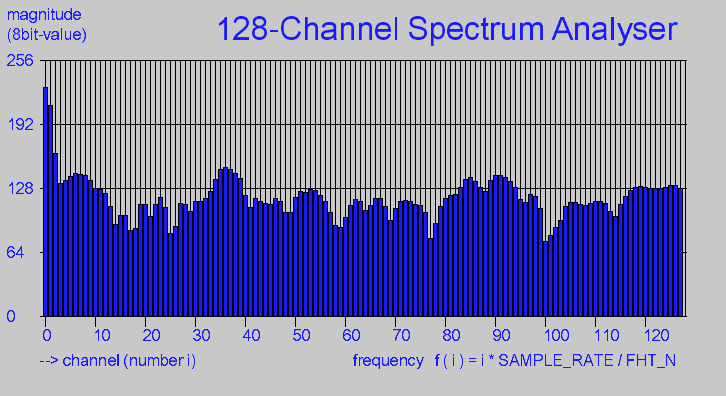 magnitude
(8bit-value)
128-Channel Spectrum Analyser
256
192
128
64
0
0 10 20 30 40 50 60 70 80 90 100 110 120
--> channel (number i)
frequency f ( i ) = i * SAMPLE_RATE / FHT_N